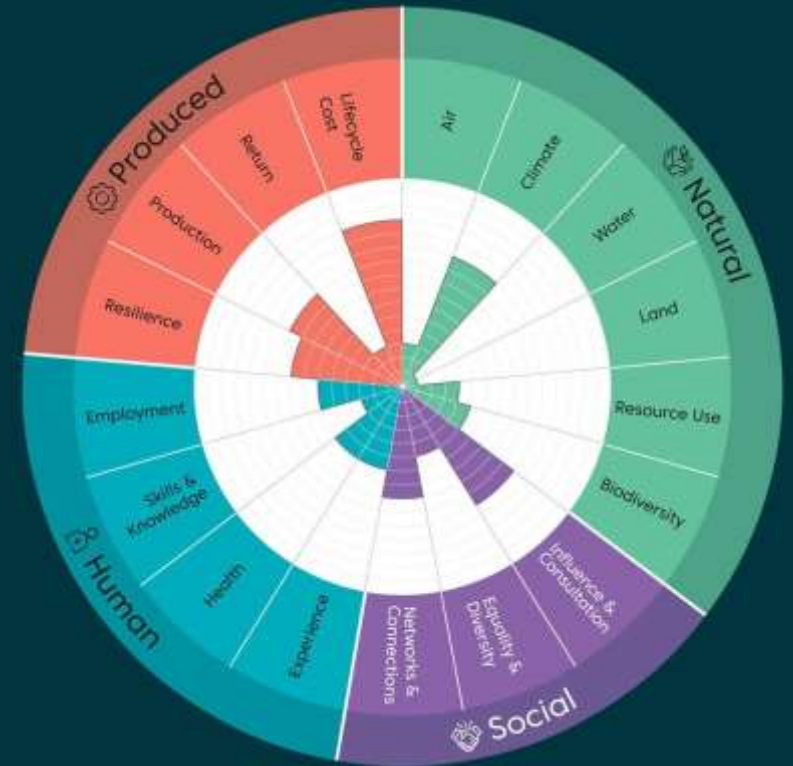 Produced
Lifecycle
Cost
Return
Production
Resilience
Natural
Air
Climate
Water
Land
Resource Use
Biodiversity
Social
Influence &
Consultation
Equality &
Diversity
Networks &
Connections
Human
Experience
Health
Skills &
Knowledge
Employment